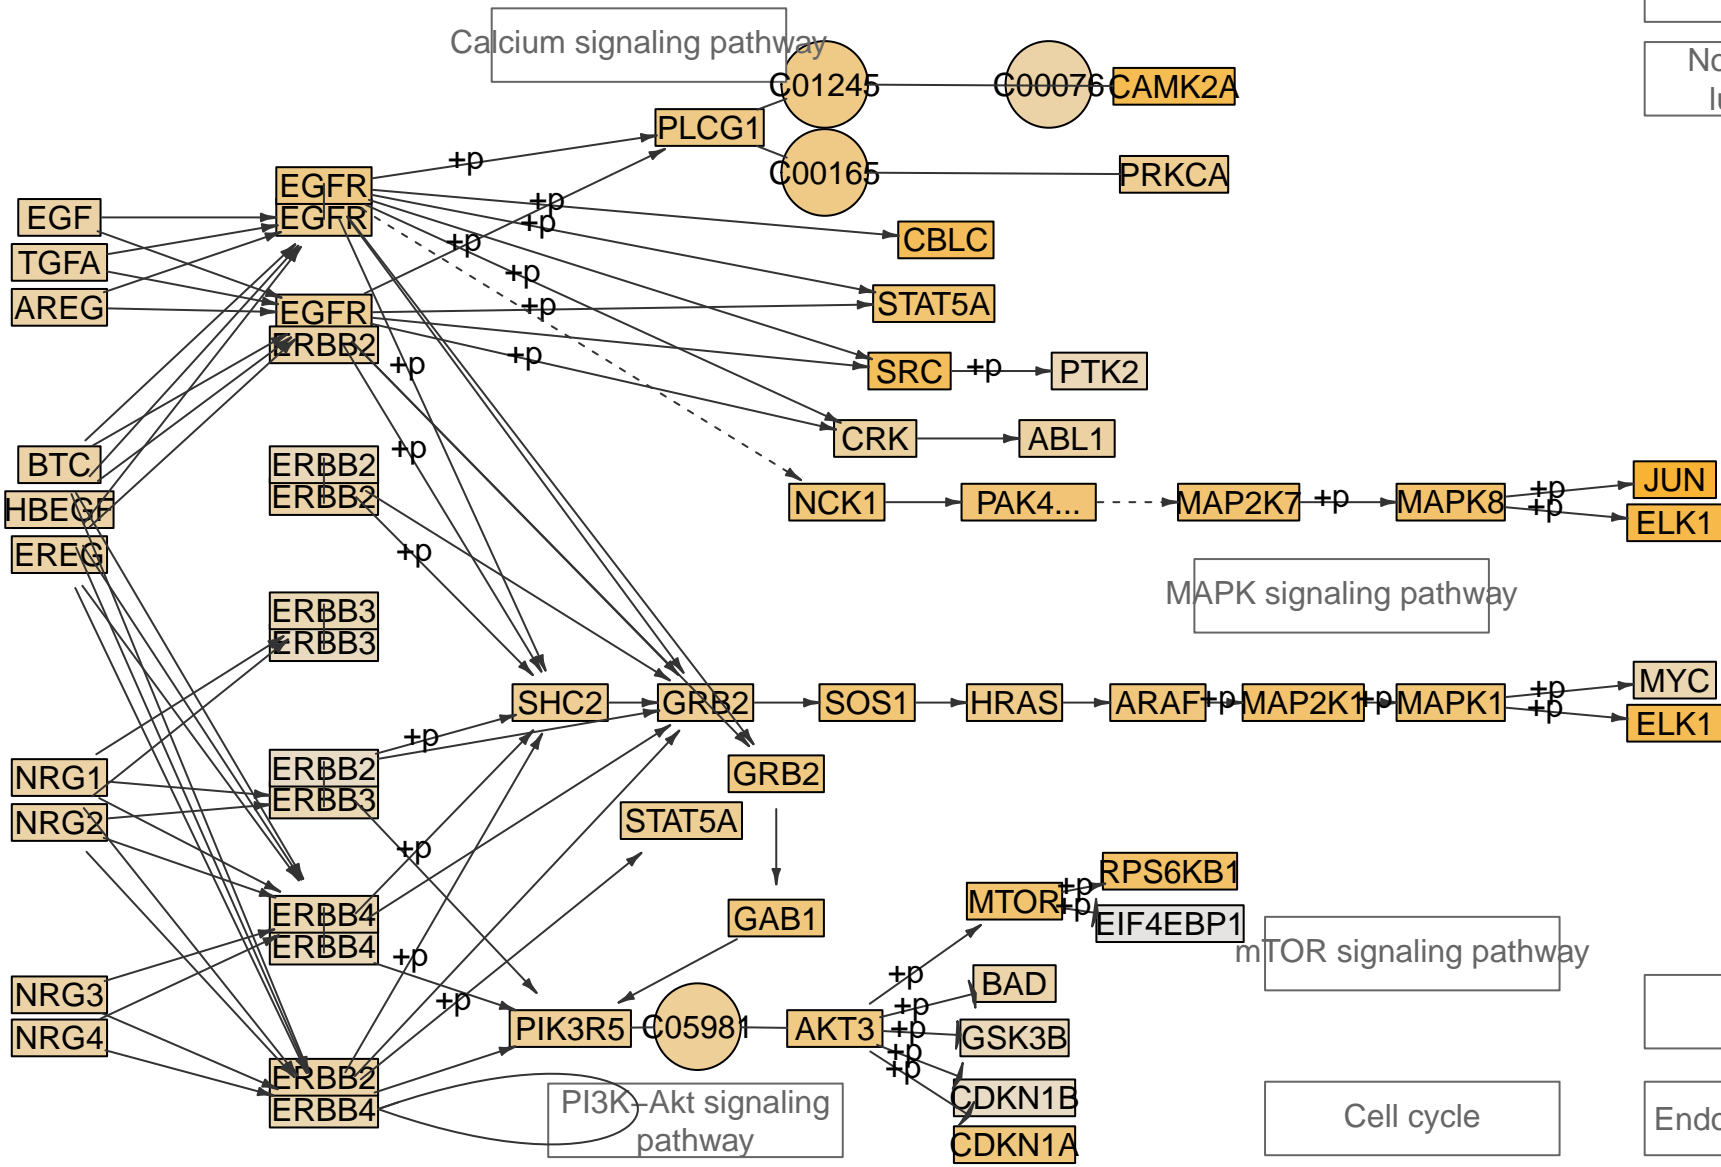 Calcium signaling pathway
No
lu
C01245
C00076
CAMK2A
PLCG1
+p
C00165
PRKCA
EGFR
EGFR
EGF
TGFA
AREG
+p
+p
+p
+p
+p
+p
+p
CBLC
STAT5A
EGFR
ERBB2
SRC
+p
PTK2
CRK
ABL1
BTC
HBEGF
EREG
ERBB2
ERBB2
+p
+p
NCK1
PAK4...
MAP2K7
+p
MAPK8
+p
+p
JUN
ELK1
MAPK signaling pathway
ERBB3
ERBB3
SHC2
GRB2
SOS1
HRAS
ARAF
+p
MAP2K1
+p
MAPK1
+p
+p
MYC
ELK1
NRG1
NRG2
ERBB2
ERBB3
+p
GRB2
STAT5A
+p
ERBB4
ERBB4
+p
+p
GAB1
MTOR
+p
+p
RPS6KB1
EIF4EBP1
mTOR signaling pathway
NRG3
NRG4
PIK3R5
C05981
AKT3
+p
+p
+p
+p
+p
BAD
GSK3B
CDKN1B
CDKN1A
ERBB2
ERBB4
PI3K–Akt signaling
pathway
Cell cycle
Endo